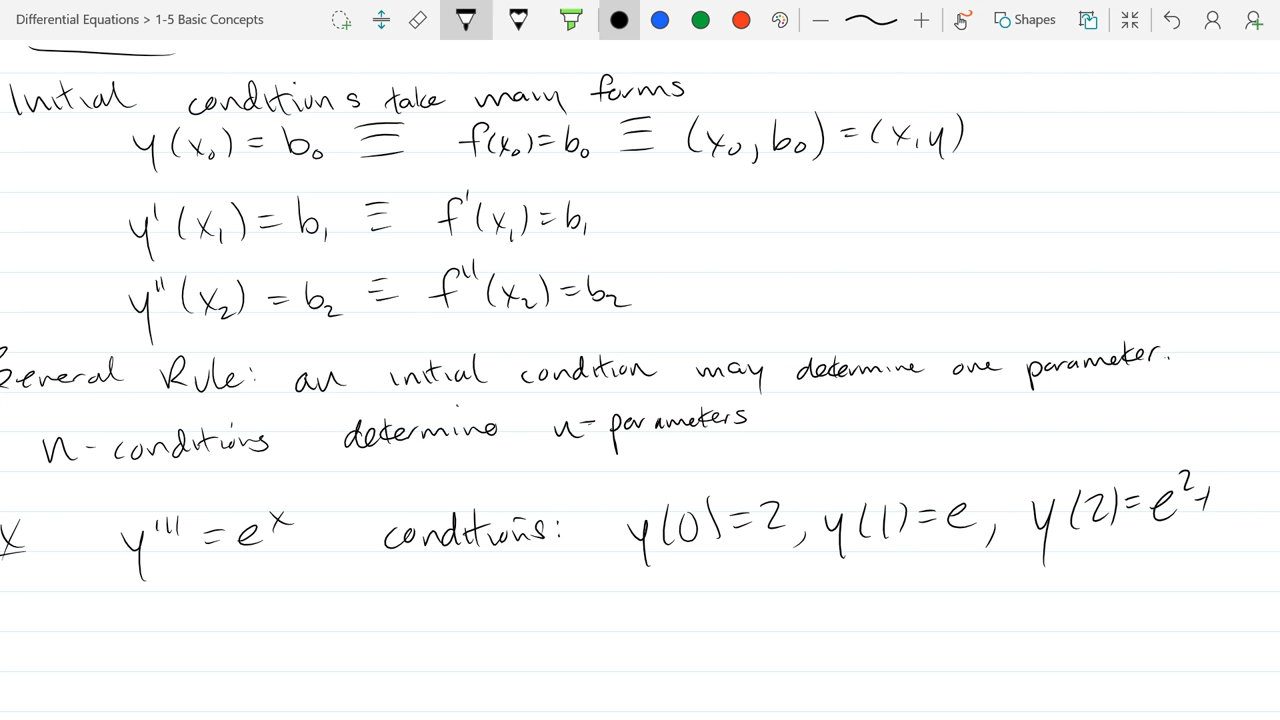 Differential Equations > 1-5 Basic Concepts
Shapes
Initial conditions take many forms
y(x₀) = b₀ ≡ f(x₀) = b₀ ≡ (x₀, b₀) = (x, y)
y'(x₁) = b₁ ≡ f'(x₁) = b₁
y''(x₂) = b₂ ≡ f''(x₂) = b₂
General Rule: an initial condition may determine one parameter.
n-conditions determine n-parameters
x y''' = eˣ conditions: y(0) = 2, y(1) = e, y(2) = e²+